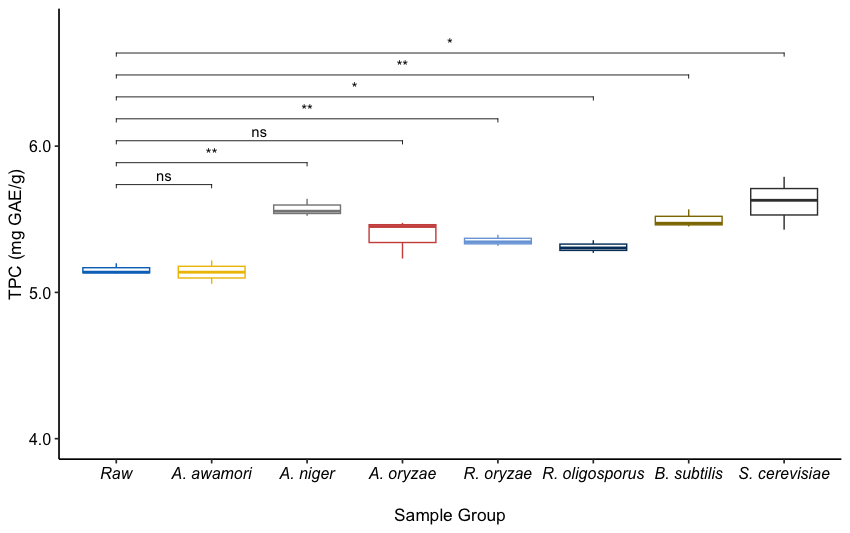 *
**
*
**
ns
**
ns
6.0
5.0
4.0
TPC (mg GAE/g)
Raw A. awamori A. niger A. oryzae R. oryzae R. oligosporus B. subtilis S. cerevisiae
Sample Group